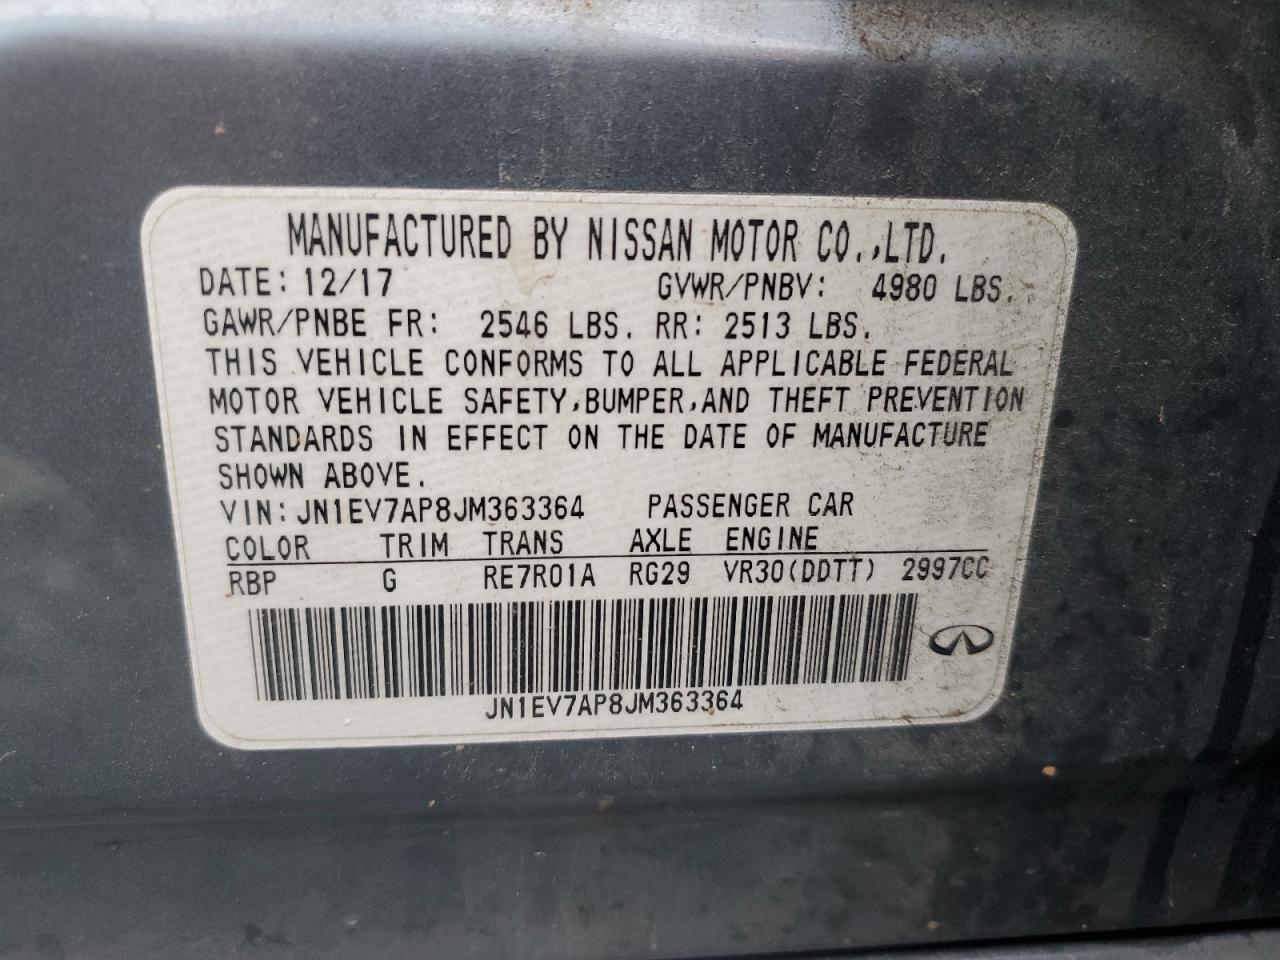 MANUFACTURED BY NISSAN MOTOR CO.,LTD.
DATE: 12/17 GVWR/PNBV: 4980 LBS.
GAWR/PNBE FR: 2546 LBS. RR: 2513 LBS.
THIS VEHICLE CONFORMS TO ALL APPLICABLE FEDERAL
MOTOR VEHICLE SAFETY,BUMPER,AND THEFT PREVENTION
STANDARDS IN EFFECT ON THE DATE OF MANUFACTURE
SHOWN ABOVE.
VIN: JN1EV7AP8JM363364 PASSENGER CAR
COLOR TRIM TRANS AXLE ENGINE
RBP G RE7R01A RG29 VR30(DDTT) 2997CC
JN1EV7AP8JM363364